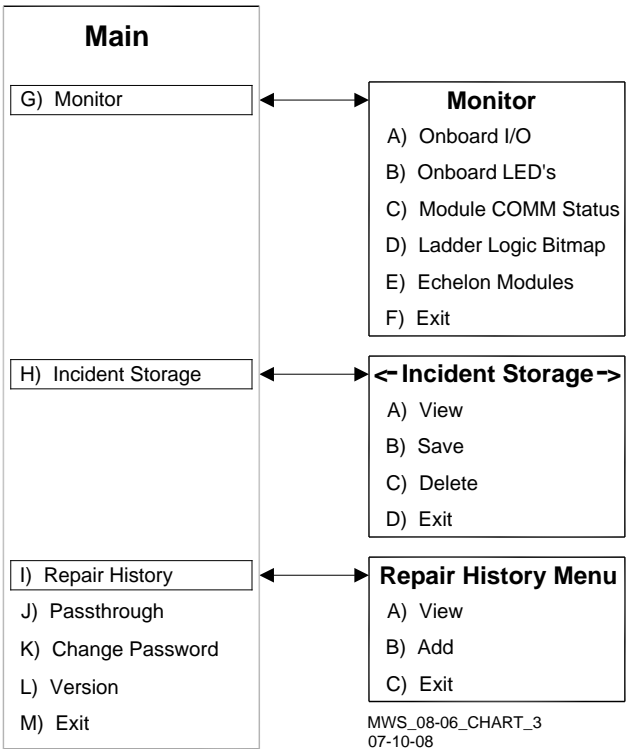 Main
G) Monitor
Monitor
A) Onboard I/O
B) Onboard LED's
C) Module COMM Status
D) Ladder Logic Bitmap
E) Echelon Modules
F) Exit
H) Incident Storage
<-Incident Storage->
A) View
B) Save
C) Delete
D) Exit
I) Repair History
J) Passthrough
K) Change Password
L) Version
M) Exit
Repair History Menu
A) View
B) Add
C) Exit
MWS_08-06_CHART_3
07-10-08